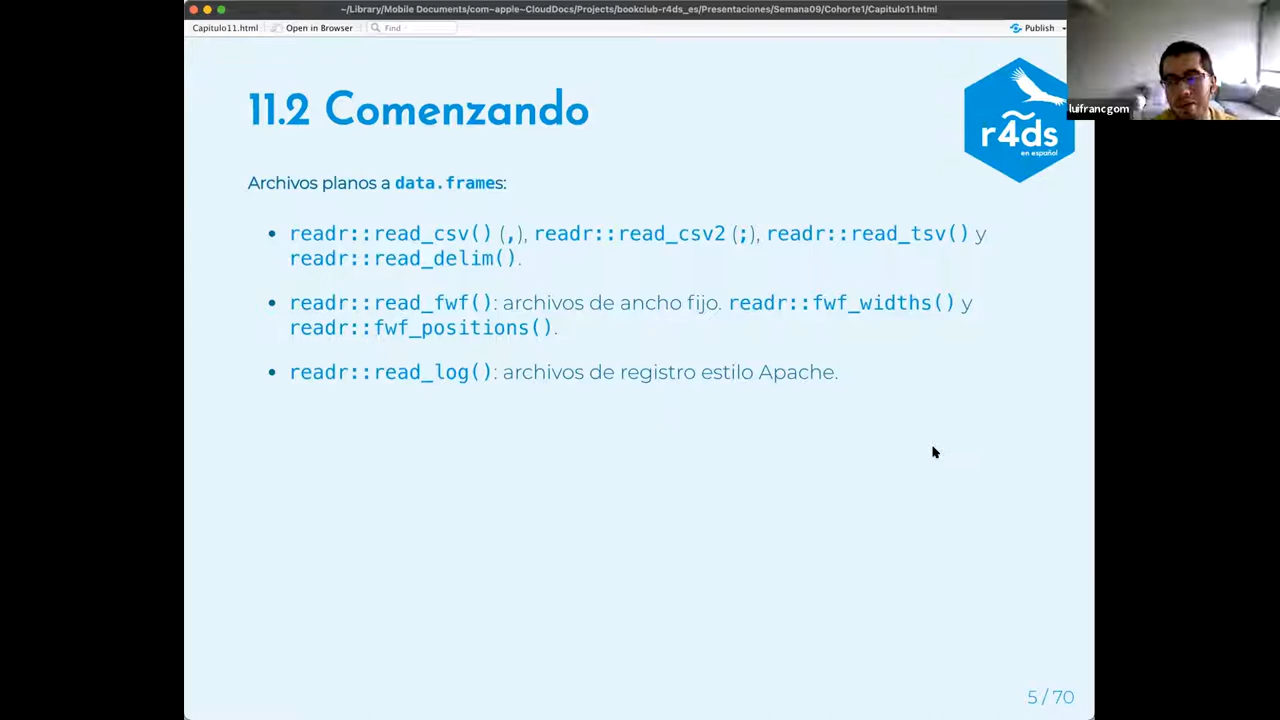 ~/Library/Mobile Documents/com~apple~CloudDocs/Projects/bookclub-r4ds_es/Presentaciones/Semana09/Cohorte1/Capitulo11.html
Capitulo11.html Open in Browser Find Publish
luifrancgom
11.2 Comenzando
r4ds
en español
Archivos planos a data.frames:
• readr::read_csv() (,), readr::read_csv2 (;), readr::read_tsv() y
readr::read_delim().
• readr::read_fwf(): archivos de ancho fijo. readr::fwf_widths() y
readr::fwf_positions().
• readr::read_log(): archivos de registro estilo Apache.
5 / 70